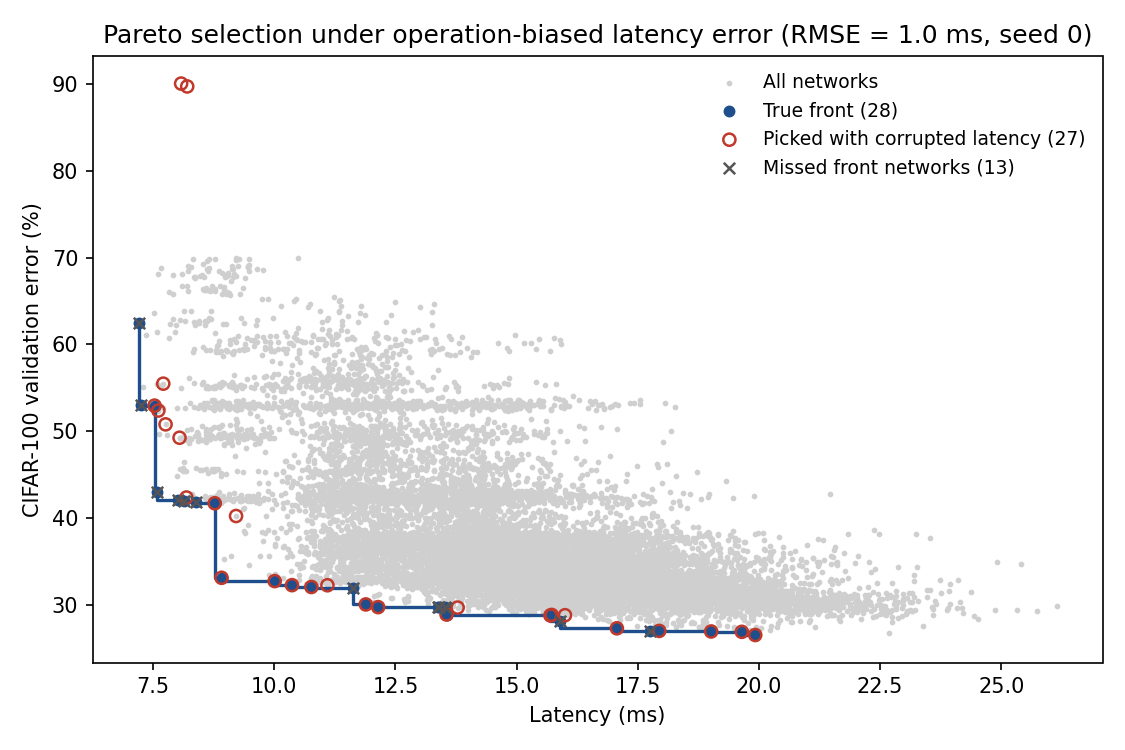 Pareto selection under operation-biased latency error (RMSE = 1.0 ms, seed 0)
All networks
True front (28)
Picked with corrupted latency (27)
Missed front networks (13)
CIFAR-100 validation error (%)
90
80
70
60
50
40
30
7.5 10.0 12.5 15.0 17.5 20.0 22.5 25.0
Latency (ms)